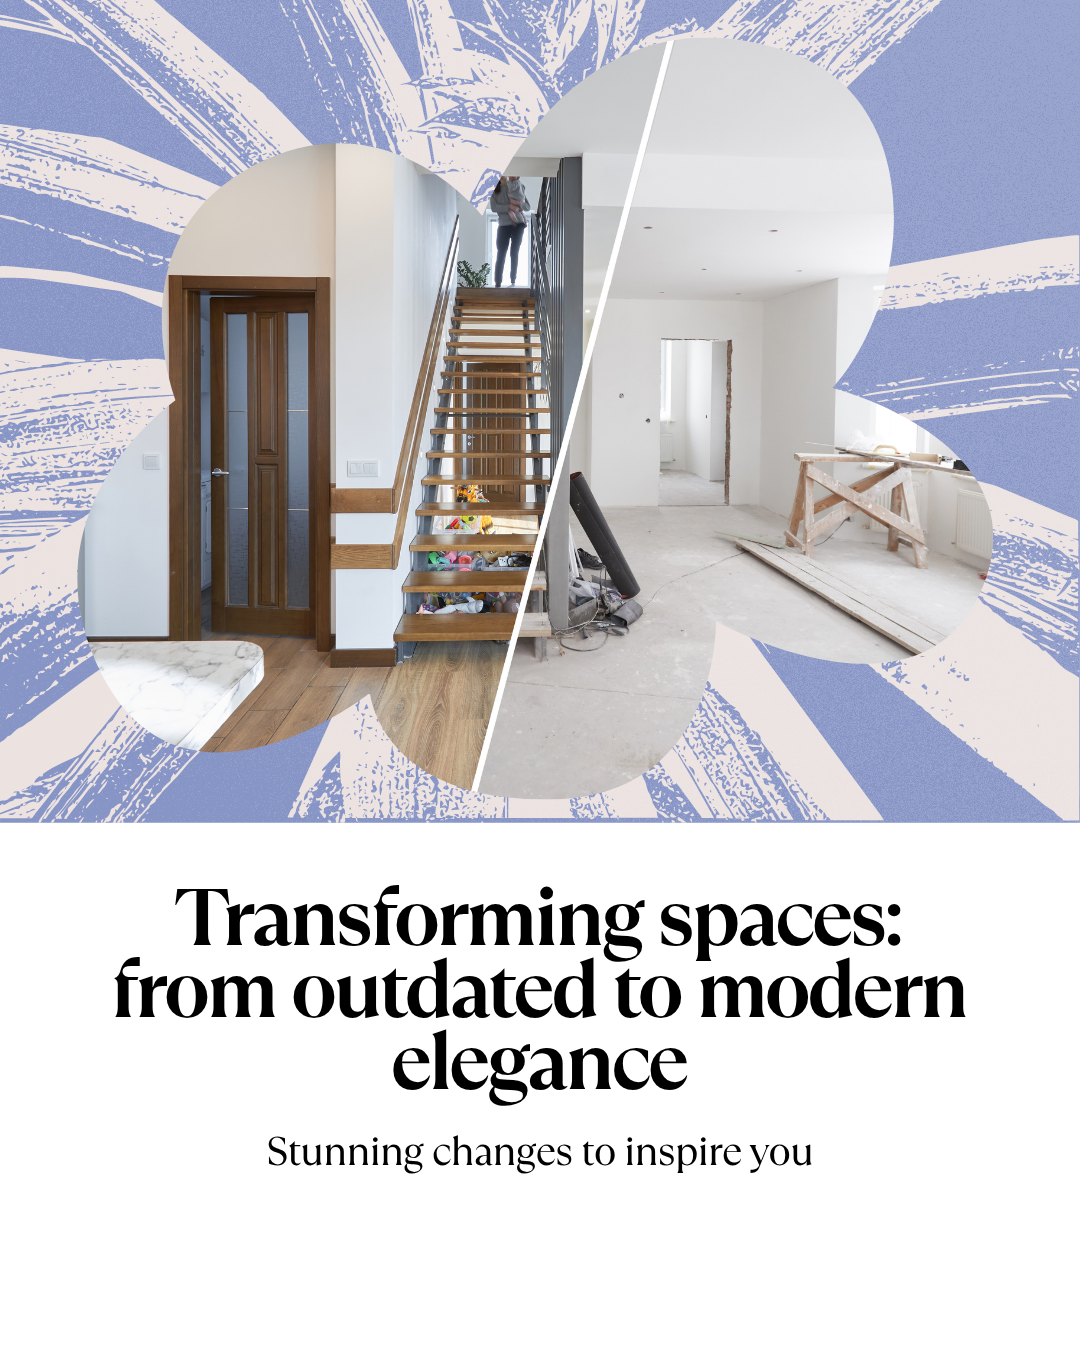 Transforming spaces:
from outdated to modern
elegance
Stunning changes to inspire you